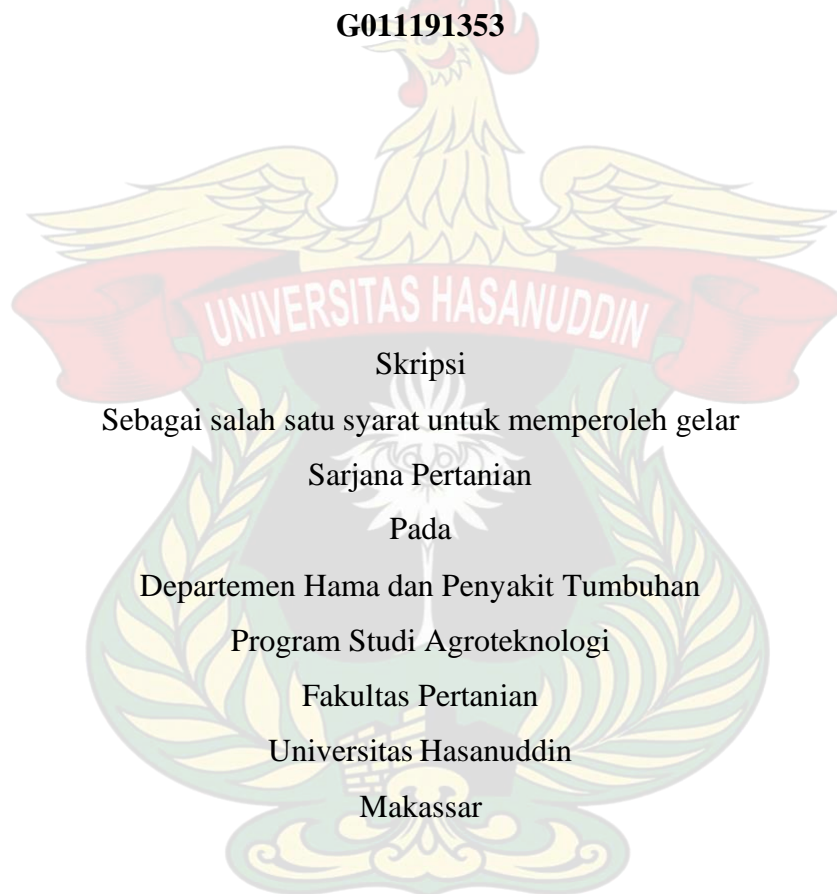 G011191353
UNIVERSITAS HASANUDDIN
Skripsi
Sebagai salah satu syarat untuk memperoleh gelar
Sarjana Pertanian
Pada
Departemen Hama dan Penyakit Tumbuhan
Program Studi Agroteknologi
Fakultas Pertanian
Universitas Hasanuddin
Makassar